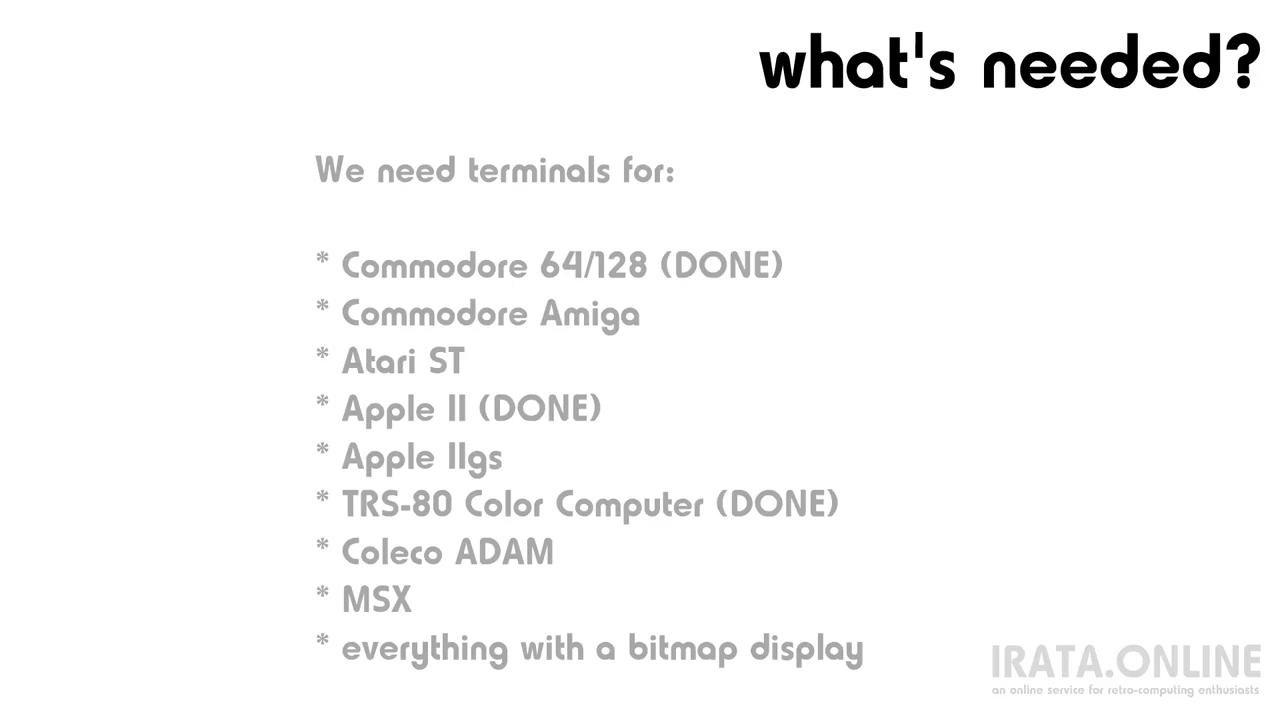 what's needed?
We need terminals for:
* Commodore 64/128 (DONE)
* Commodore Amiga
* Atari ST
* Apple II (DONE)
* Apple IIgs
* TRS-80 Color Computer (DONE)
* Coleco ADAM
* MSX
* everything with a bitmap display
IRATA.ONLINE
an online service for retro-computing enthusiasts